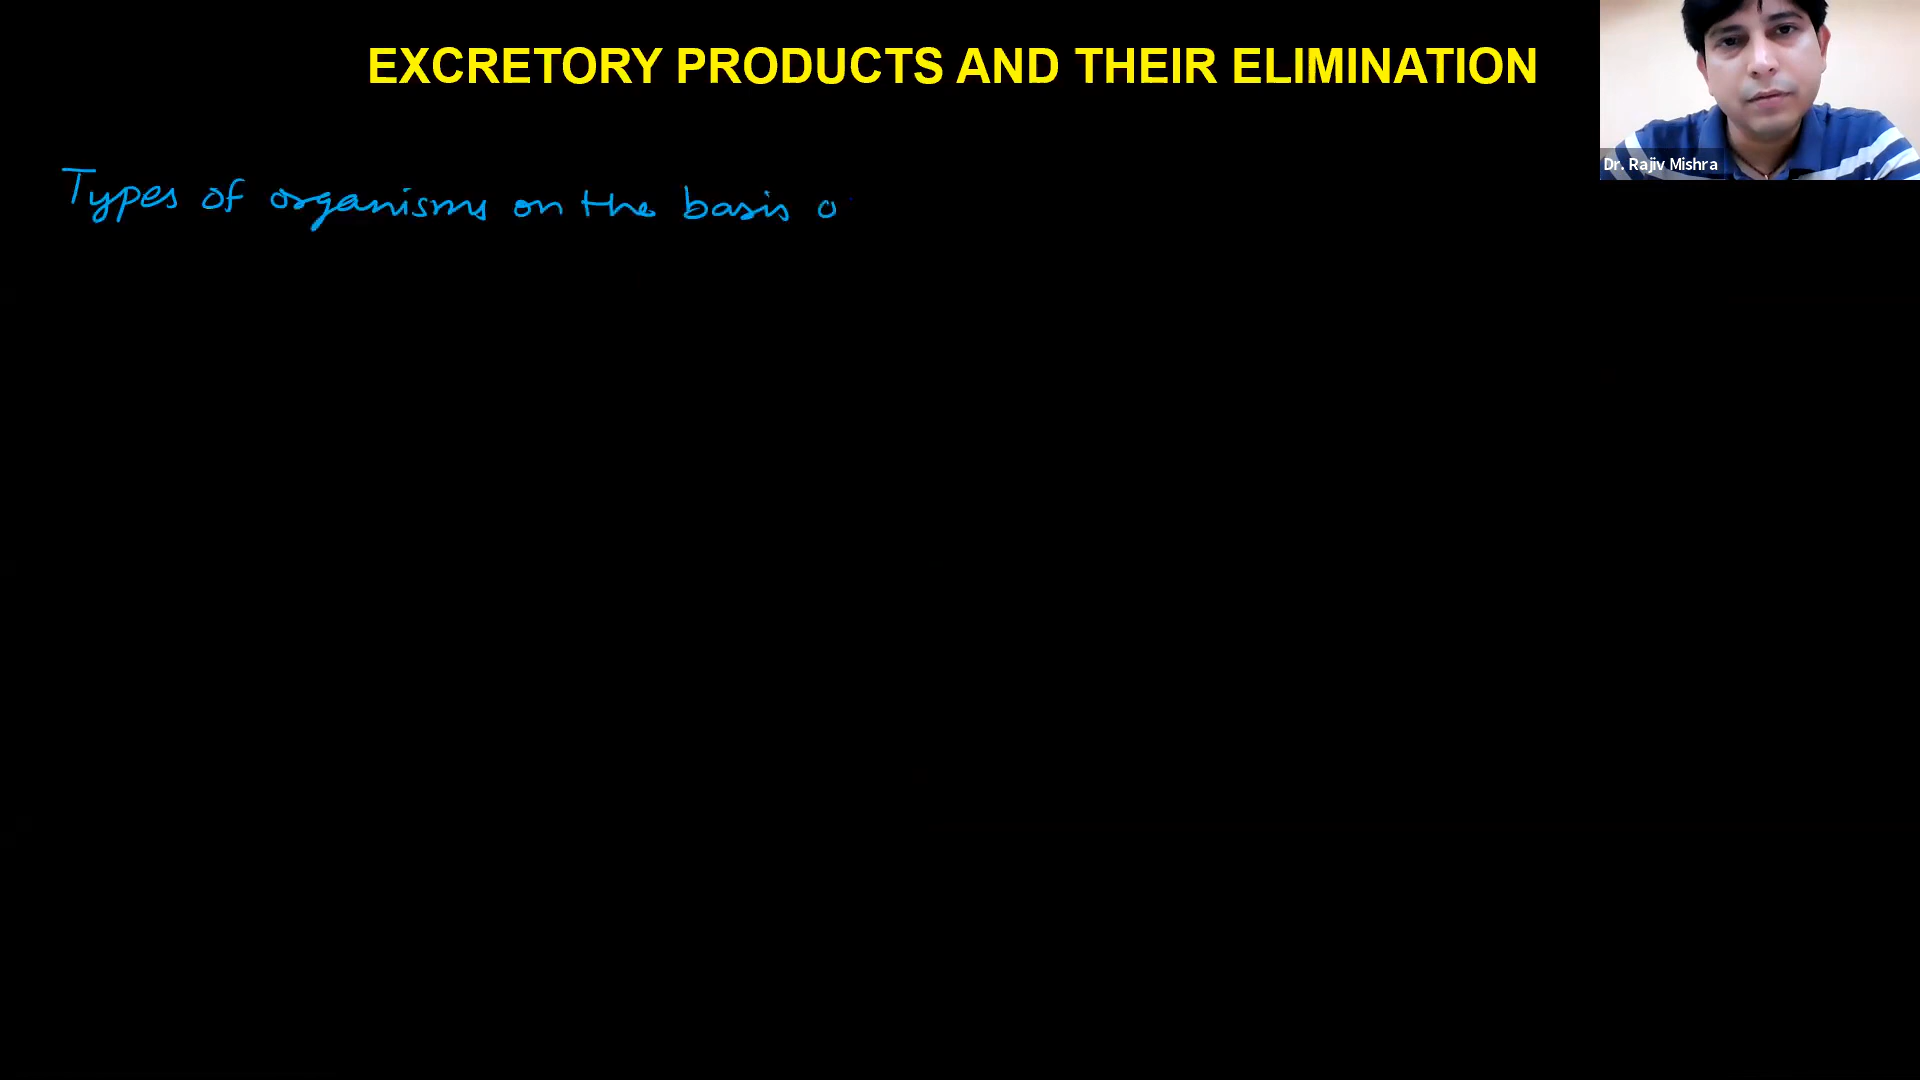 EXCRETORY PRODUCTS AND THEIR ELIMINATION
Dr. Rajiv Mishra
Types of organisms on the basis o